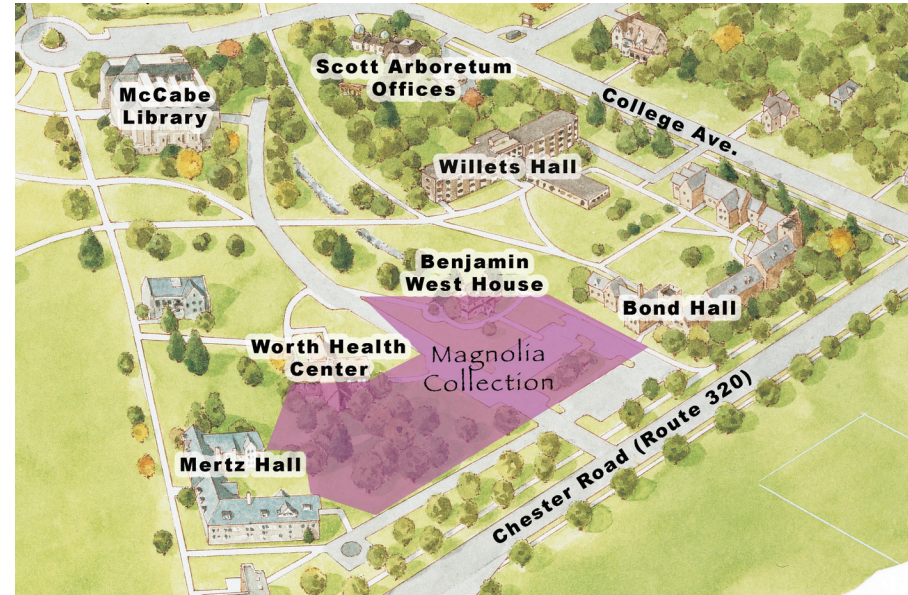 Scott Arboretum
Offices
McCabe
Library
College Ave.
Willets Hall
Benjamin
West House
Bond Hall
Worth Health
Center
Magnolia
Collection
Mertz Hall
Chester Road (Route 320)